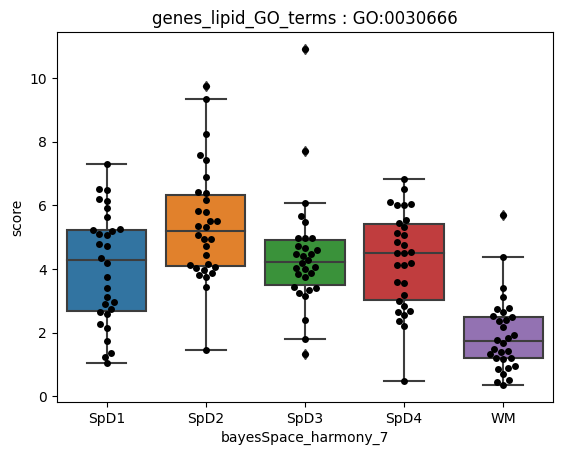 genes_lipid_GO_terms : GO:0030666
score
10
8
6
4
2
0
SpD1 SpD2 SpD3 SpD4 WM
bayesSpace_harmony_7